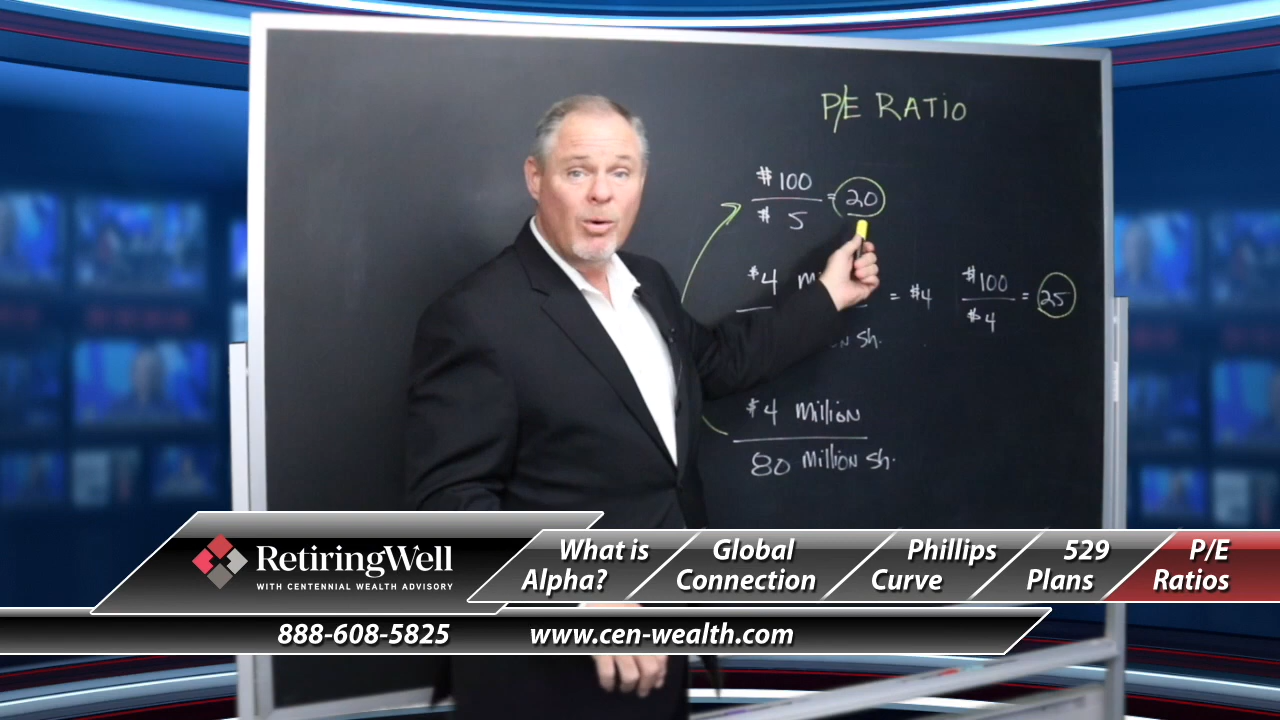 P/E RATIO
$100
$ 5
= 20
$4
= $4
$100
$4
= 25
Sh.
$4 Million
80 Million Sh.
RetiringWell
WITH CENTENNIAL WEALTH ADVISORY
What is Alpha?
Global Connection
Phillips Curve
529 Plans
P/E Ratios
888-608-5825
www.cen-wealth.com